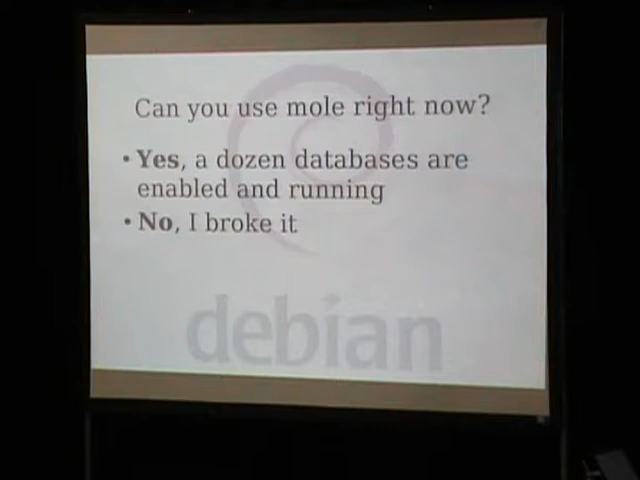 Can you use mole right now?
• Yes, a dozen databases are
enabled and running
• No, I broke it
debian